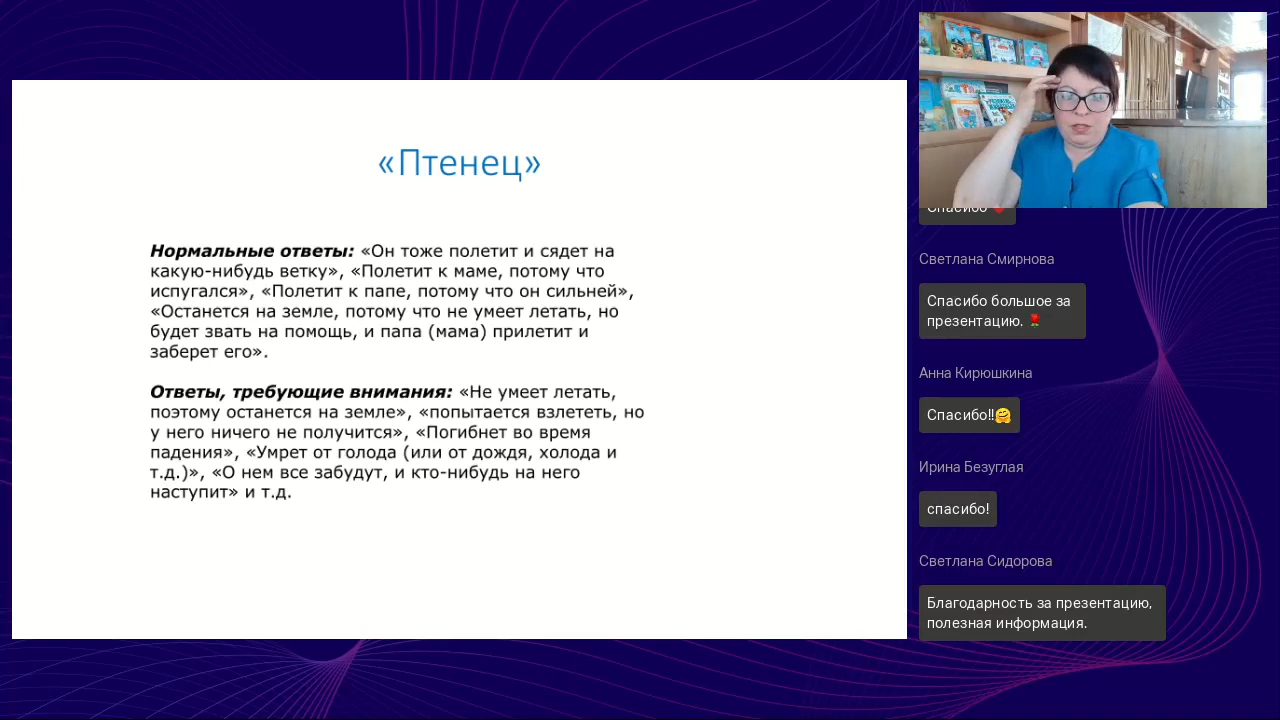 «Птенец»
Нормальные ответы: «Он тоже полетит и сядет на
какую-нибудь ветку», «Полетит к маме, потому что
испугался», «Полетит к папе, потому что он сильней»,
«Останется на земле, потому что не умеет летать, но
будет звать на помощь, и папа (мама) прилетит и
заберет его».
Ответы, требующие внимания: «Не умеет летать,
поэтому останется на земле», «попытается взлететь, но
у него ничего не получится», «Погибнет во время
падения», «Умрет от голода (или от дождя, холода и
т.д.)», «О нем все забудут, и кто-нибудь на него
наступит» и т.д.
Спасибо ❤️
Светлана Смирнова
Спасибо большое за
презентацию. 🌹
Анна Кирюшкина
Спасибо!!🤗
Ирина Безуглая
спасибо!
Светлана Сидорова
Благодарность за презентацию,
полезная информация.